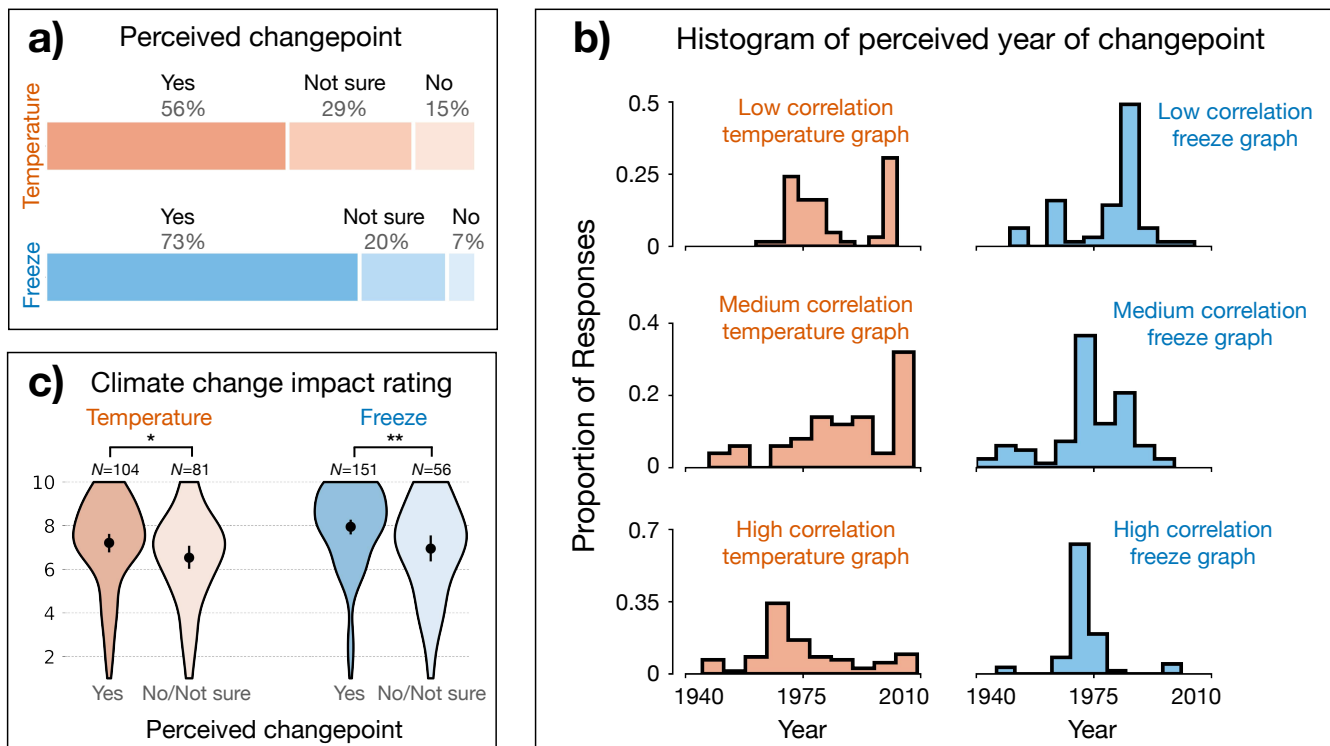 a) Perceived changepoint
Yes Not sure No
56% 29% 15%
Temperature
Yes Not sure No
73% 20% 7%
Freeze
b) Histogram of perceived year of changepoint
Proportion of Responses
0.5
0.25
0
Low correlation
temperature graph
Low correlation
freeze graph
0.4
0.2
0
Medium correlation
temperature graph
Medium correlation
freeze graph
0.7
0.35
0
High correlation
temperature graph
High correlation
freeze graph
1940 1975 2010 1940 1975 2010
Year Year
c) Climate change impact rating
Temperature Freeze
* **
N=104 N=81 N=151 N=56
10
8
6
4
2
Yes No/Not sure Yes No/Not sure
Perceived changepoint